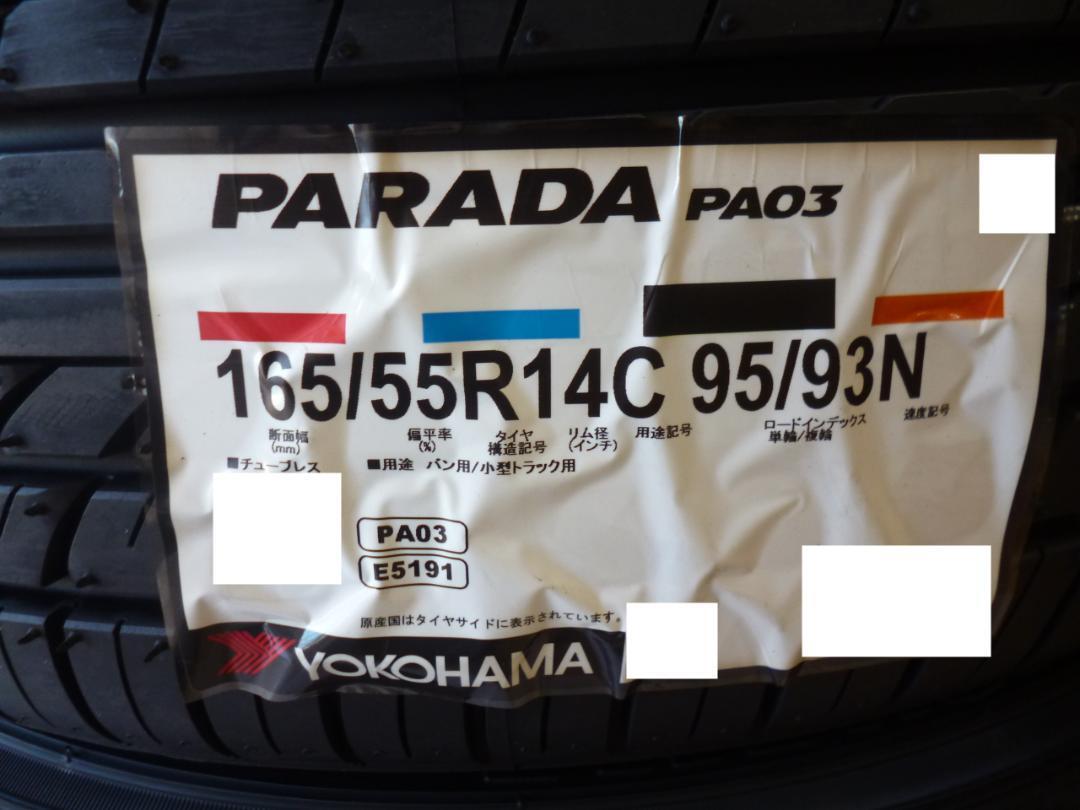 PARADA PA03
165/55R14C 95/93N
断面幅 (mm) 偏平率 (%) タイヤ 構造記号 リム径 (インチ) 用途記号 ロードインデックス 単輪/複輪 速度記号
■チューブレス ■用途 バン用/小型トラック用
PA03
E5191
原産国はタイヤサイドに表示されています。
YOKOHAMA